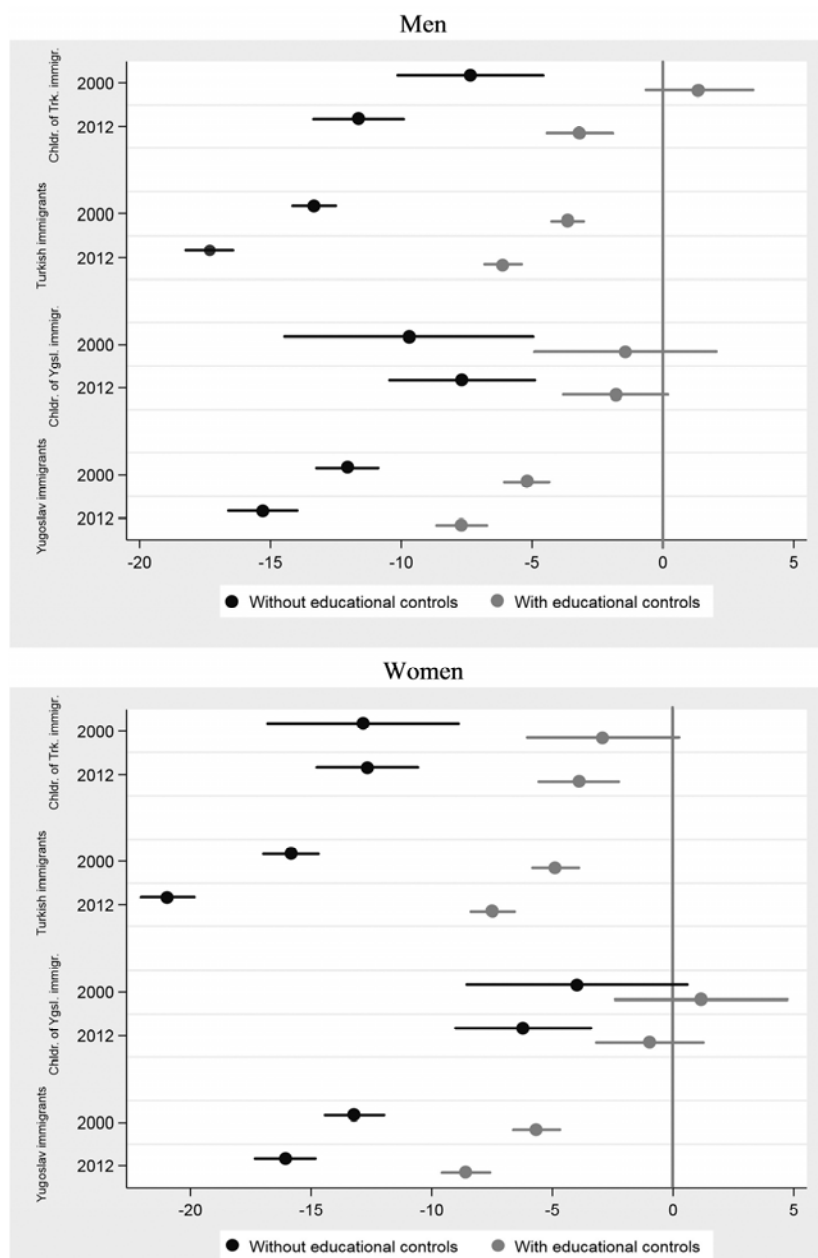 Men
Chldr. of Trk. immigr.
2000
2012
Turkish immigrants
2000
2012
Chldr. of Ygsl. immigr.
2000
2012
Yugoslav immigrants
2000
2012
-20 -15 -10 -5 0 5
Without educational controls With educational controls
Women
Chldr. of Trk. immigr.
2000
2012
Turkish immigrants
2000
2012
Chldr. of Ygsl. immigr.
2000
2012
Yugoslav immigrants
2000
2012
-20 -15 -10 -5 0 5
Without educational controls With educational controls